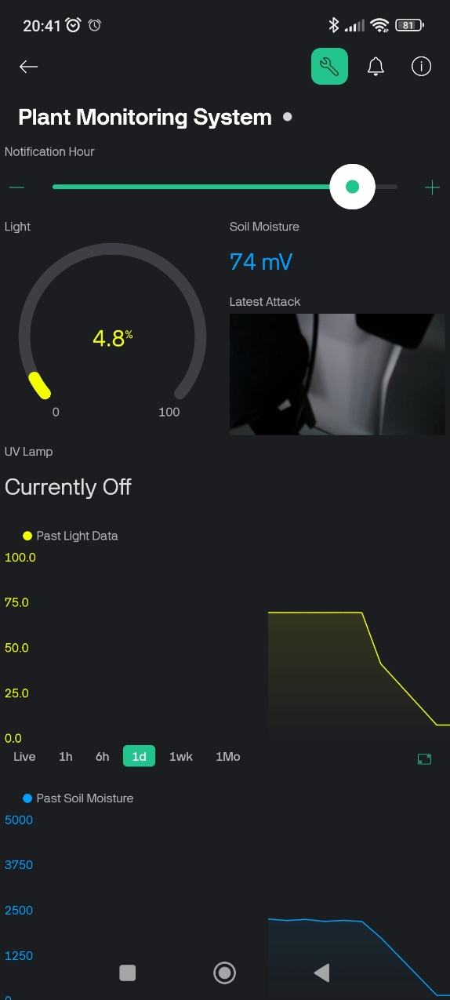 20:41
81
Plant Monitoring System
Notification Hour
Light
Soil Moisture
74 mV
Latest Attack
4.8%
0
100
UV Lamp
Currently Off
Past Light Data
100.0
75.0
50.0
25.0
0.0
Live 1h 6h 1d 1wk 1Mo
Past Soil Moisture
5000
3750
2500
1250
0